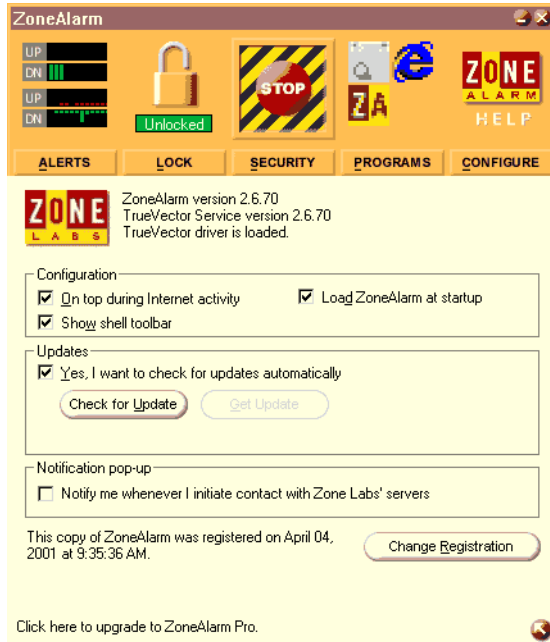 ZoneAlarm
UP
DN
UP
DN
Unlocked
STOP
ZA
ZONE
ALARM
HELP
ALERTS
LOCK
SECURITY
PROGRAMS
CONFIGURE
ZONE
LABS
ZoneAlarm version 2.6.70
TrueVector Service version 2.6.70
TrueVector driver is loaded.
Configuration
On top during Internet activity
Load ZoneAlarm at startup
Show shell toolbar
Updates
Yes, I want to check for updates automatically
Check for Update
Get Update
Notification pop-up
Notify me whenever I initiate contact with Zone Labs' servers
This copy of ZoneAlarm was registered on April 04,
2001 at 9:35:36 AM.
Change Registration
Click here to upgrade to ZoneAlarm Pro.